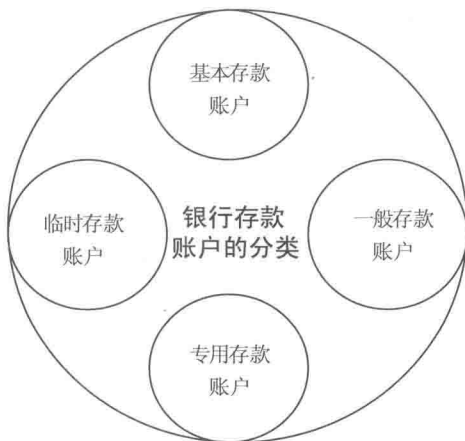 基本存款
账户
临时存款
账户
银行存款
账户的分类
一般存款
账户
专用存款
账户